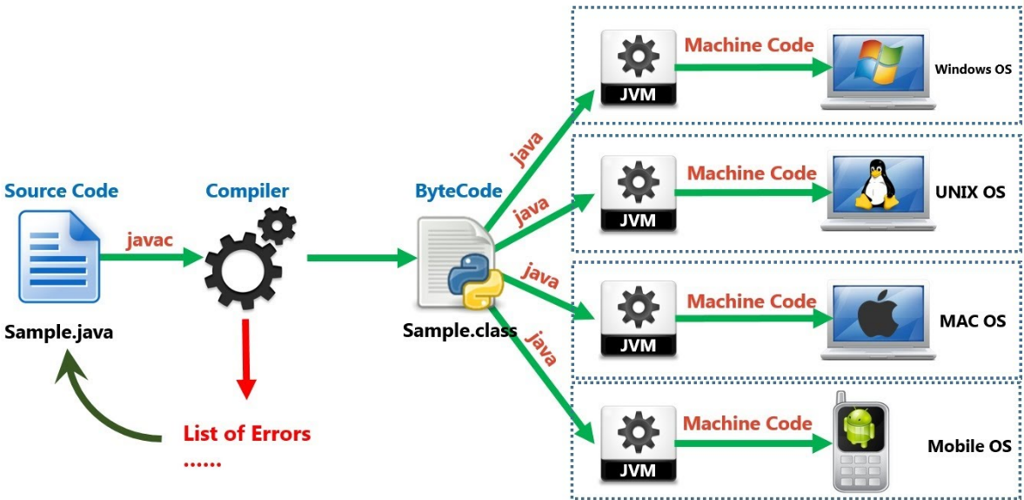 Source Code
javac
Sample.java
Compiler
List of Errors
......
ByteCode
Sample.class
java
java
java
java
JVM
Machine Code
Windows OS
JVM
Machine Code
UNIX OS
JVM
Machine Code
MAC OS
JVM
Machine Code
Mobile OS